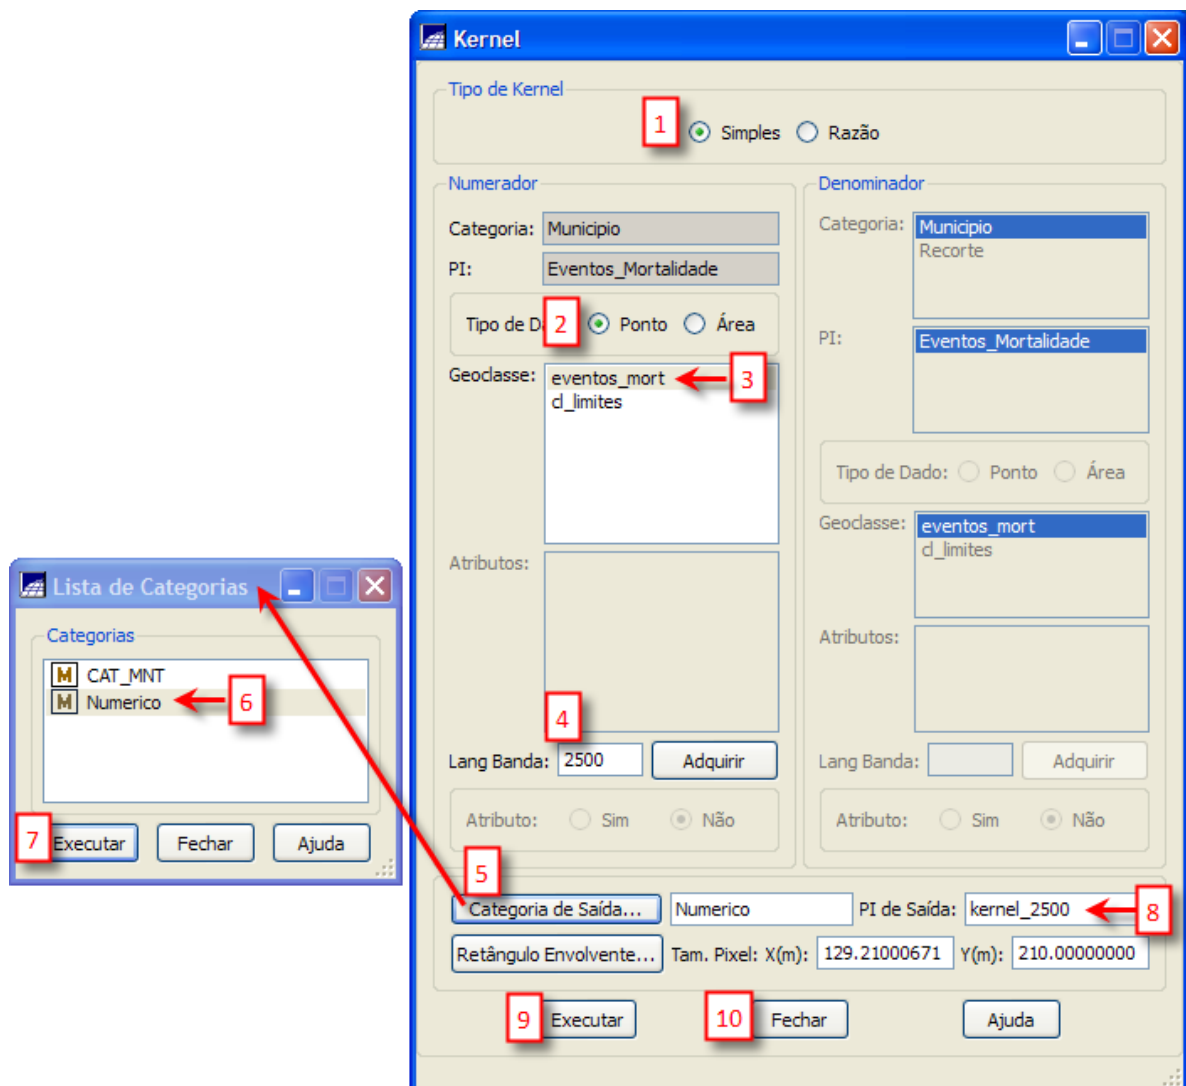 Kernel
Tipo de Kernel
1
Simples
Razão
Numerador
Categoria: Municipio
PI: Eventos_Mortalidade
Tipo de D 2 Ponto Área
Geoclasse: eventos_mort 3
cl_limites
Atributos:
4
Lang Banda: 2500 Adquirir
Atributo: Sim Não
Denominador
Categoria: Municipio
Recorte
PI: Eventos_Mortalidade
Tipo de Dado: Ponto Área
Geoclasse: eventos_mort
cl_limites
Atributos:
Lang Banda: Adquirir
Atributo: Sim Não
5
Categoria de Saída... Numerico PI de Saída: kernel_2500 8
Retângulo Envolvente... Tam. Pixel: X(m): 129.21000671 Y(m): 210.00000000
9 Executar 10 Fechar Ajuda
Lista de Categorias
Categorias
M CAT_MNT
M Numerico 6
7 Executar Fechar Ajuda